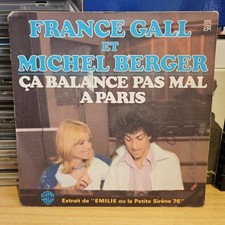 FRANCE GALL
ET
MICHEL BERGER
ÇA BALANCE PAS MAL
A PARIS
Extrait de "EMILIE ou la Petite Sirène 76"